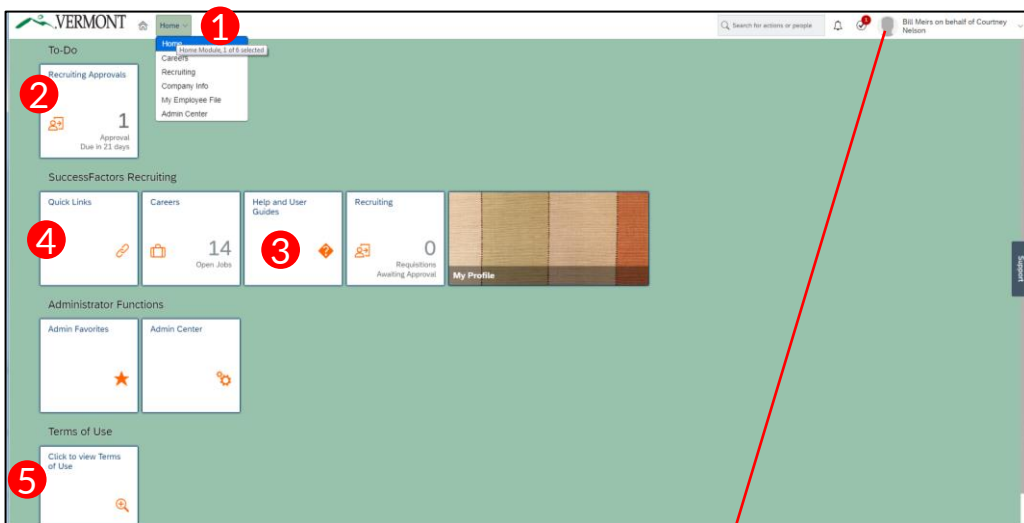 VERMONT
Home
1
Search for actions or people
Bill Meirs on behalf of Courtney
Nelson
Home
Home Module, 1 of 6 selected
Careers
Recruiting
Company Info
My Employee File
Admin Center
To-Do
Recruiting Approvals
2
1
Approval
Due in 21 days
SuccessFactors Recruiting
Quick Links
4
Careers
14
Open Jobs
Help and User
Guides
3
Recruiting
0
Requisitions
Awaiting Approval
My Profile
Support
Administrator Functions
Admin Favorites
Admin Center
Terms of Use
Click to view Terms
of Use
5